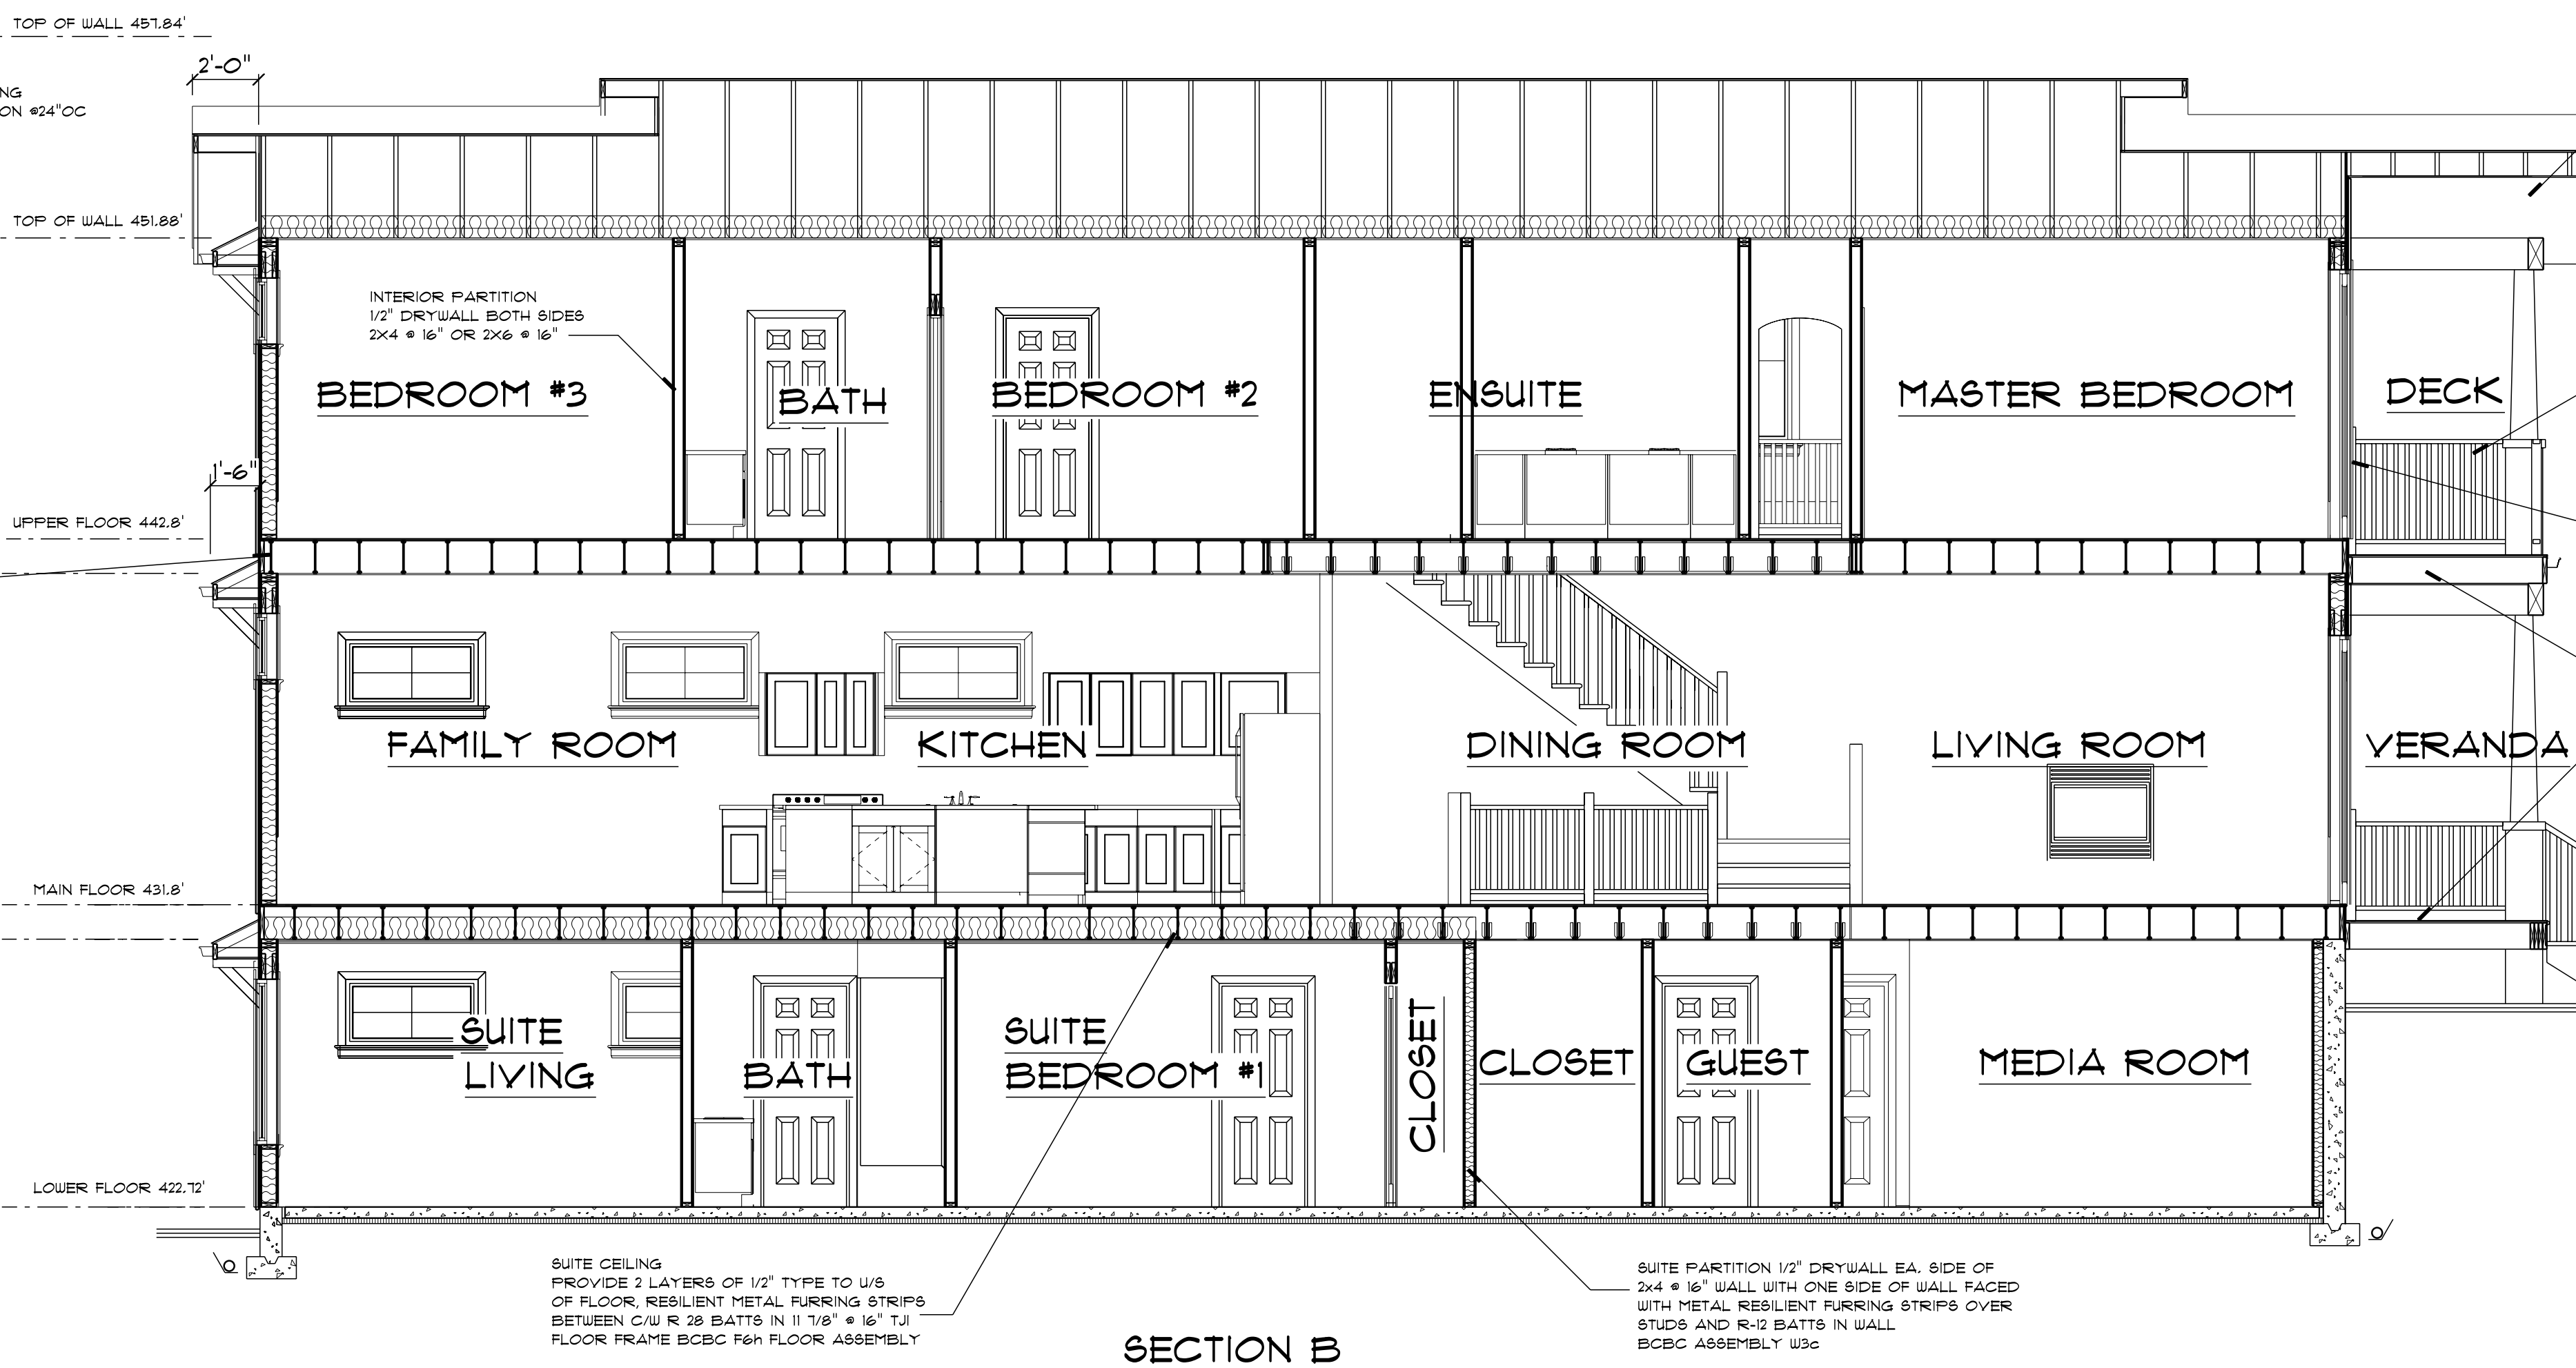 TOP OF WALL 457.84'
2'-0"
NG
ON @24"OC
TOP OF WALL 451.88'
INTERIOR PARTITION
1/2" DRYWALL BOTH SIDES
2X4 @ 16" OR 2X6 @ 16"
BEDROOM #3
BATH
BEDROOM #2
ENSUITE
MASTER BEDROOM
DECK
1'-6"
UPPER FLOOR 442.8'
FAMILY ROOM
KITCHEN
DINING ROOM
LIVING ROOM
VERANDA
MAIN FLOOR 431.8'
SUITE
LIVING
BATH
SUITE
BEDROOM #1
CLOSET
CLOSET
GUEST
MEDIA ROOM
LOWER FLOOR 422.72'
SUITE CEILING
PROVIDE 2 LAYERS OF 1/2" TYPE TO U/S
OF FLOOR, RESILIENT METAL FURRING STRIPS
BETWEEN C/W R 28 BATTS IN 11 7/8" @ 16" TJI
FLOOR FRAME BCBC F6h FLOOR ASSEMBLY
SUITE PARTITION 1/2" DRYWALL EA. SIDE OF
2x4 @ 16" WALL WITH ONE SIDE OF WALL FACED
WITH METAL RESILIENT FURRING STRIPS OVER
STUDS AND R-12 BATTS IN WALL
BCBC ASSEMBLY W3c
SECTION B